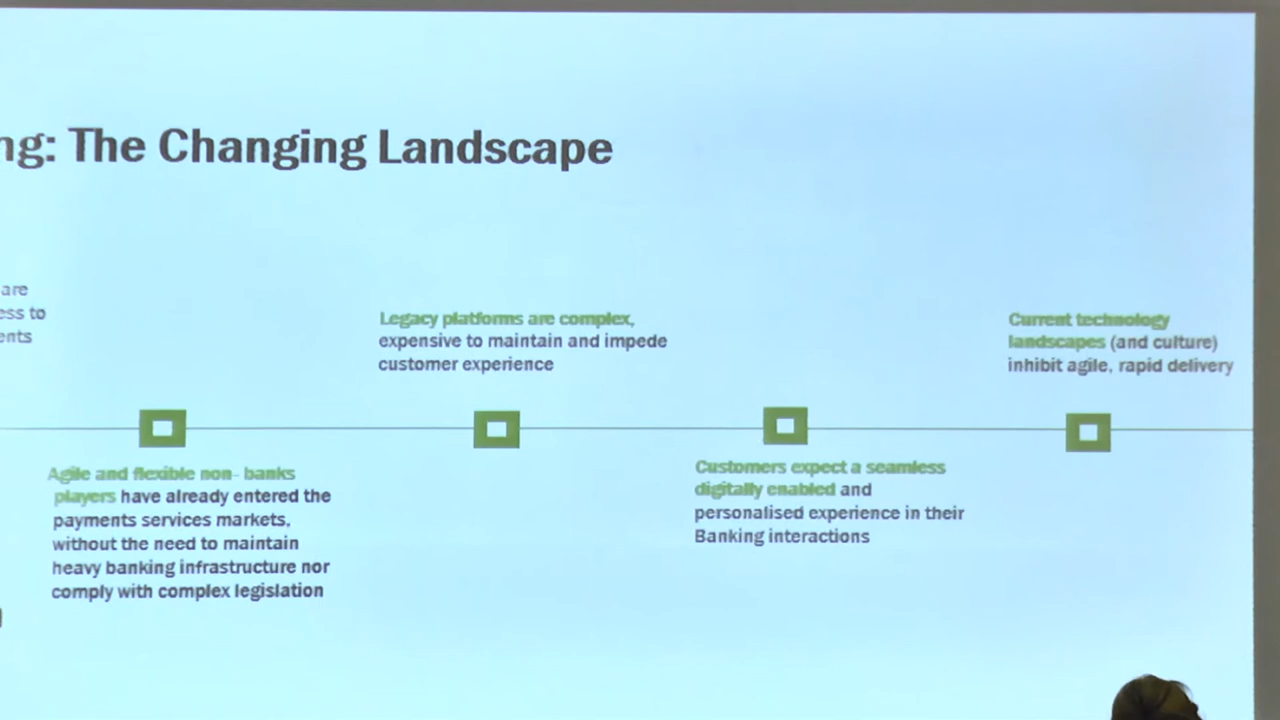 ng: The Changing Landscape
are
ess to
ents
Legacy platforms are complex,
expensive to maintain and impede
customer experience
Current technology
landscapes (and culture)
inhibit agile, rapid delivery
Agile and flexible non- banks
players have already entered the
payments services markets,
without the need to maintain
heavy banking infrastructure nor
comply with complex legislation
Customers expect a seamless
digitally enabled and
personalised experience in their
Banking interactions